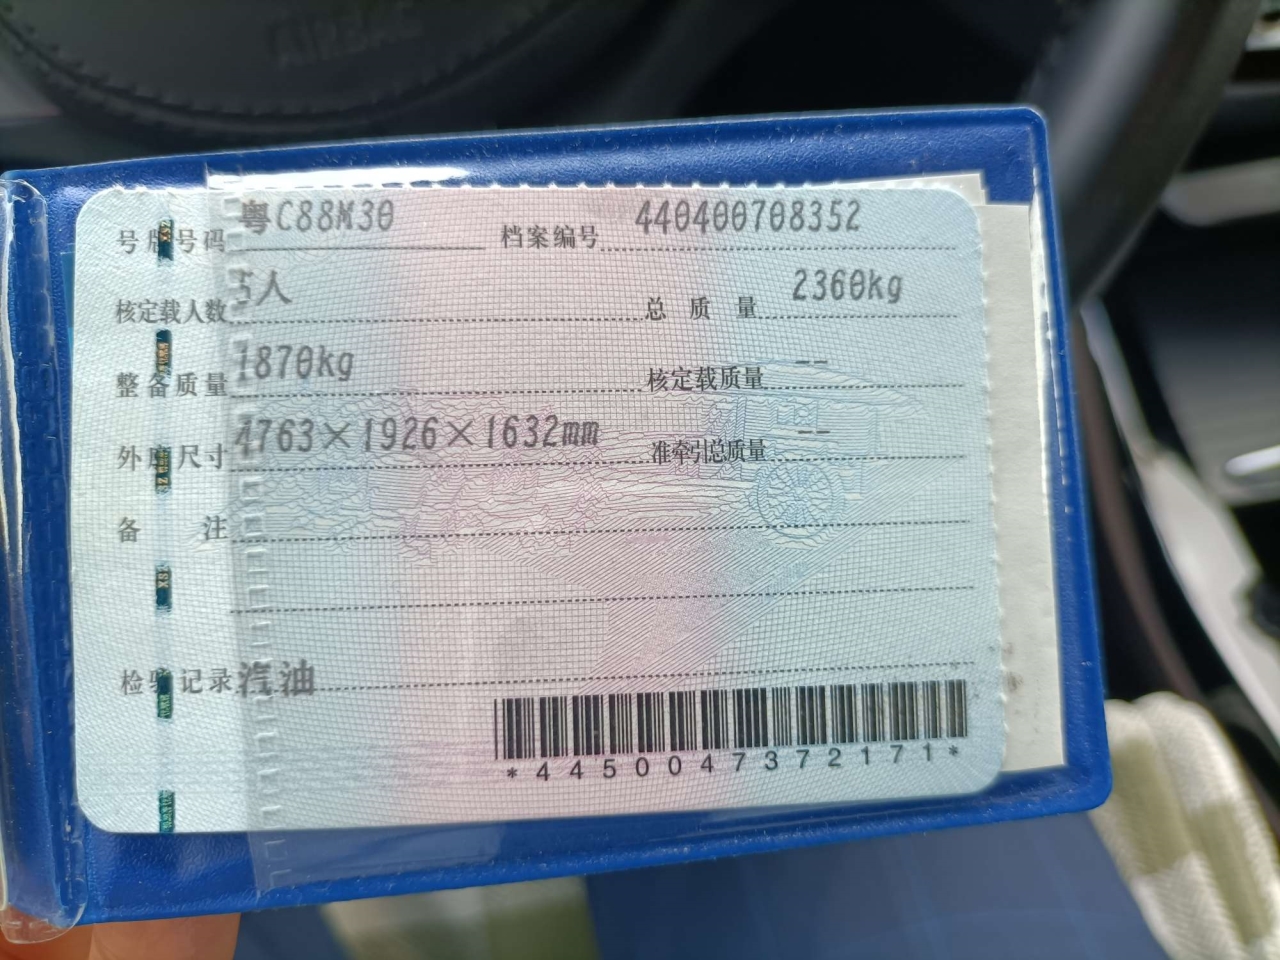 号牌号码 粤C88M30 档案编号 440400708352
核定载人数 5人 总质量 2360kg
整备质量 1870kg 核定载质量 --
外廓尺寸 4763×1926×1632mm 准牵引总质量 --
备注
检验记录 汽油
*4450047372171*